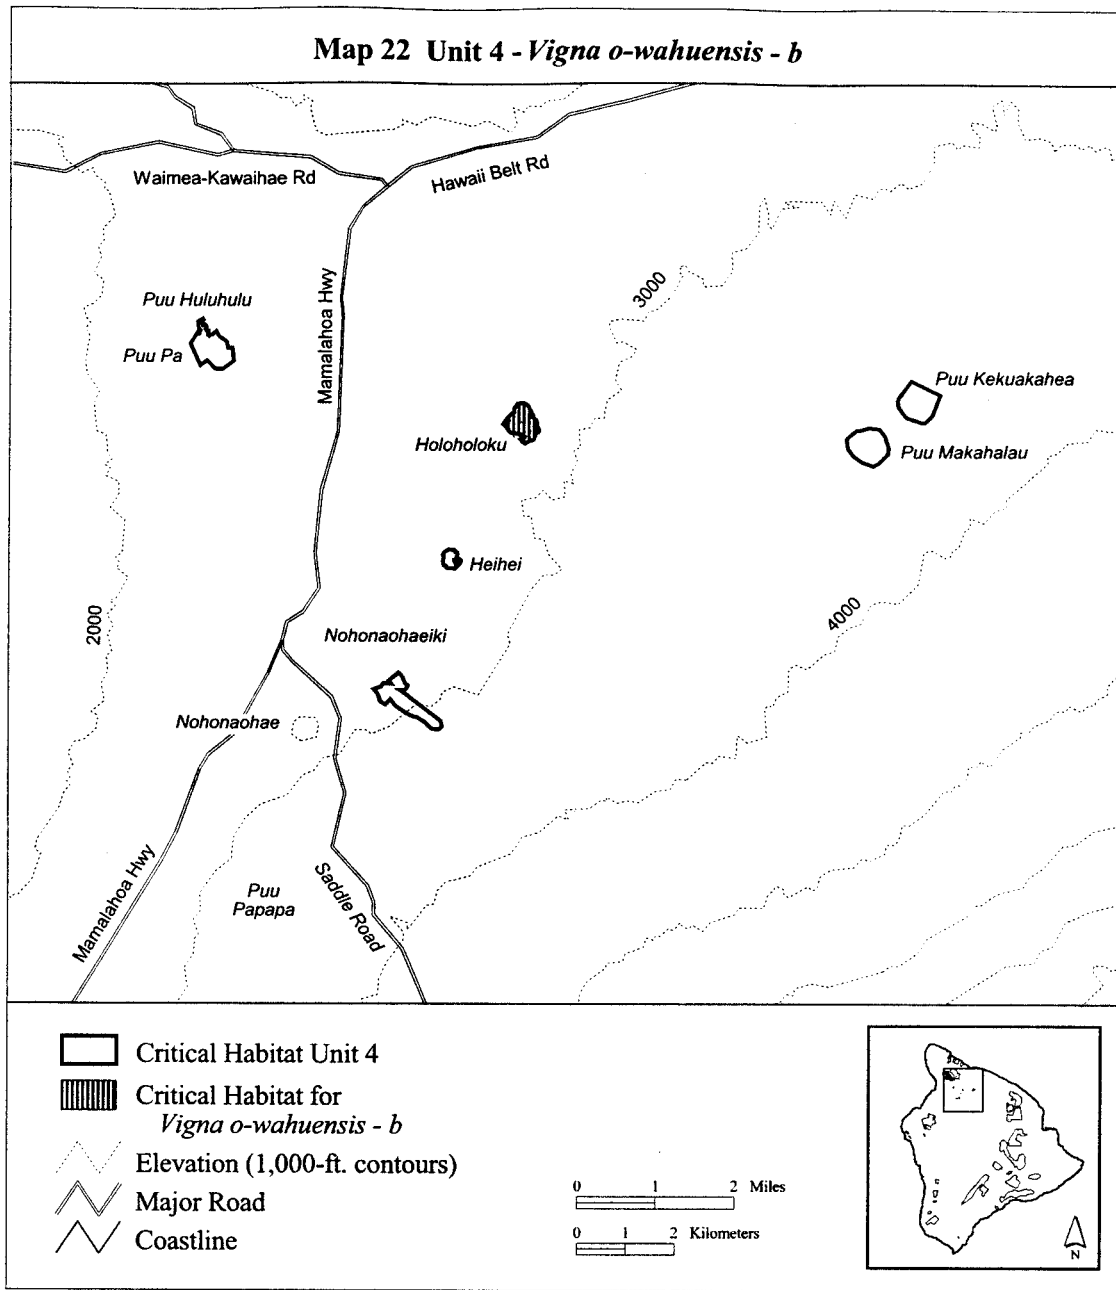 Map 22 Unit 4 - Vigna o-wahuensis - b
Waimea-Kawaihae Rd
Hawaii Belt Rd
Mamalahoa Hwy
3000
Puu Huluhulu
Puu Pa
Puu Kekuakahea
Holoholoku
Puu Makahalau
Heihei
2000
4000
Nohonaohaeiki
Nohonaohae
Mamalahoa Hwy
Puu
Papapa
Saddle Road
Critical Habitat Unit 4
Critical Habitat for
Vigna o-wahuensis - b
Elevation (1,000-ft. contours)
Major Road
Coastline
0 1 2 Miles
0 1 2 Kilometers
N